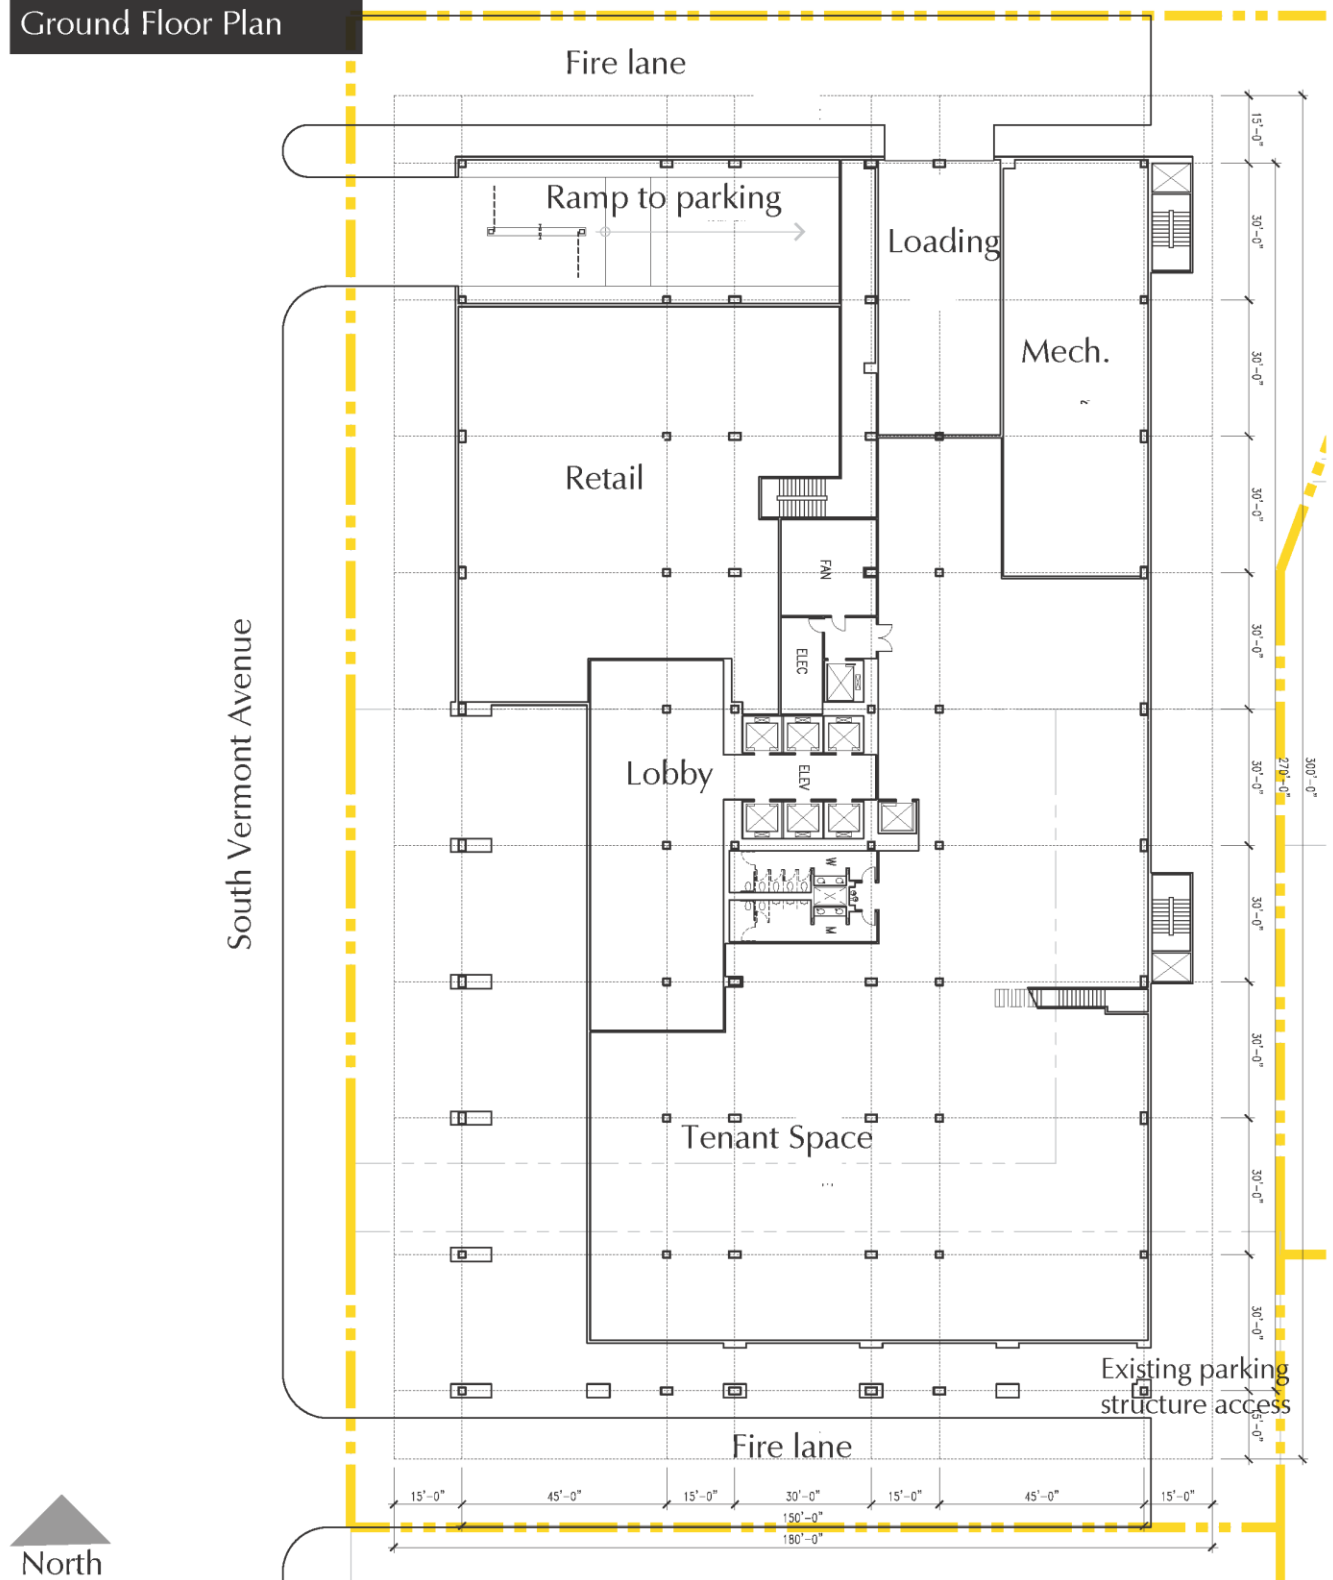 Ground Floor Plan
Fire lane
15'-0"
Ramp to parking
30'-0"
Loading
Mech.
30'-0"
Retail
30'-0"
FAN
30'-0"
ELEC
South Vermont Avenue
Lobby
ELEV
30'-0"
270'-0"
300'-0"
W
M
30'-0"
30'-0"
Tenant Space
30'-0"
30'-0"
Existing parking
structure access
15'-0"
Fire lane
15'-0" 45'-0" 15'-0" 30'-0" 15'-0" 45'-0" 15'-0"
150'-0"
180'-0"
North